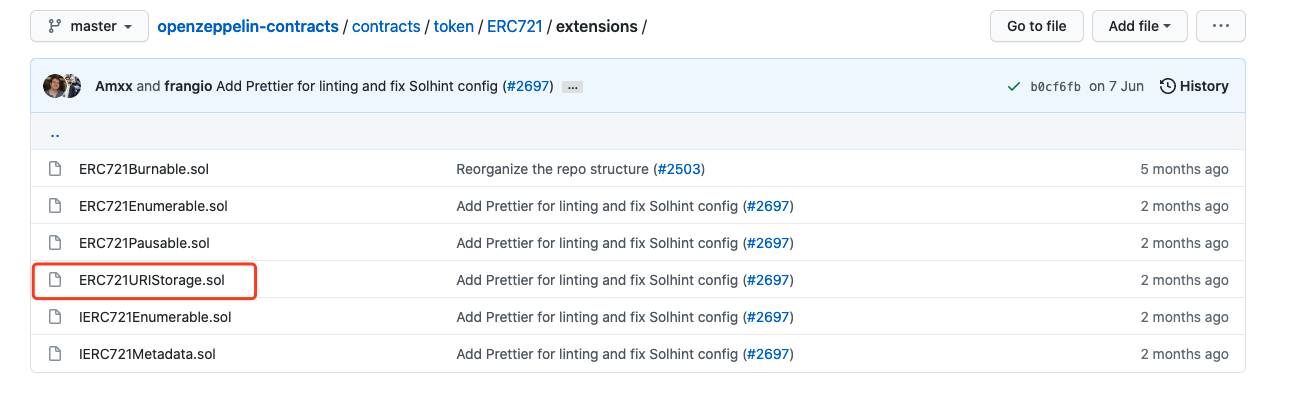 master openzeppelin-contracts / contracts / token / ERC721 / extensions / Go to file Add file ...
Amxx and frangio Add Prettier for linting and fix Solhint config (#2697) ... b0cf6fb on 7 Jun History
..
ERC721Burnable.sol Reorganize the repo structure (#2503) 5 months ago
ERC721Enumerable.sol Add Prettier for linting and fix Solhint config (#2697) 2 months ago
ERC721Pausable.sol Add Prettier for linting and fix Solhint config (#2697) 2 months ago
ERC721URIStorage.sol Add Prettier for linting and fix Solhint config (#2697) 2 months ago
IERC721Enumerable.sol Add Prettier for linting and fix Solhint config (#2697) 2 months ago
IERC721Metadata.sol Add Prettier for linting and fix Solhint config (#2697) 2 months ago